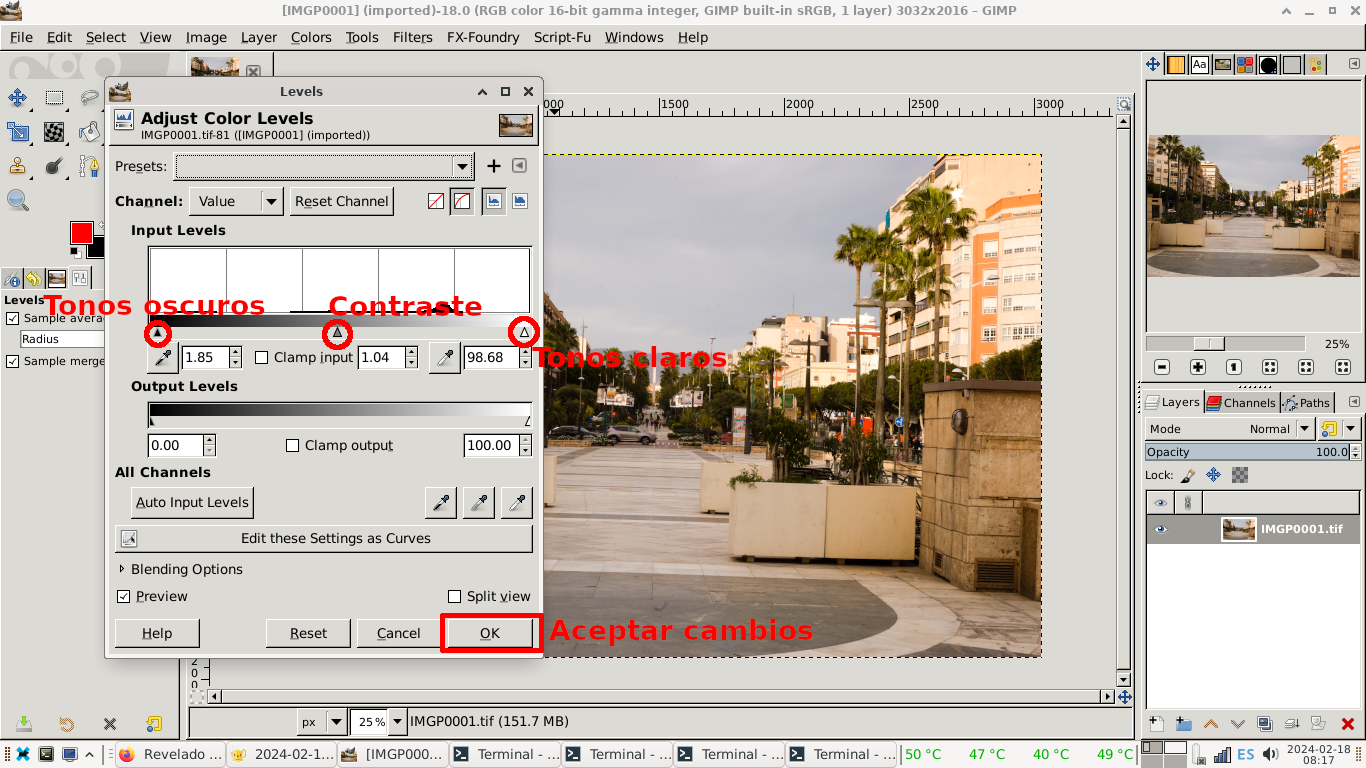 [IMGP0001] (imported)-18.0 (RGB color 16-bit gamma integer, GIMP built-in sRGB, 1 layer) 3032x2016 – GIMP
File Edit Select View Image Layer Colors Tools Filters FX-Foundry Script-Fu Windows Help
Levels
Adjust Color Levels
IMGP0001.tif-81 ([IMGP0001] (imported))
Presets:
Channel: Value Reset Channel
Input Levels
Tonos oscuros Contraste
1.85 Clamp input 1.04 98.68
Tonos claros
Output Levels
0.00 Clamp output 100.00
All Channels
Auto Input Levels
Edit these Settings as Curves
Blending Options
Preview Split view
Help Reset Cancel OK
Aceptar cambios
Levels
Sample avera
Radius
Sample merge
1500 2000 2500 3000
Aa
25%
Layers Channels Paths
Mode Normal
Opacity 100.0
Lock:
IMGP0001.tif
px 25 % IMGP0001.tif (151.7 MB)
Revelado ... 2024-02-1... [IMGP000... Terminal - ... Terminal - ... Terminal - ... Terminal - ... 50 °C 47 °C 40 °C 49 °C ES 2024-02-18
08:17